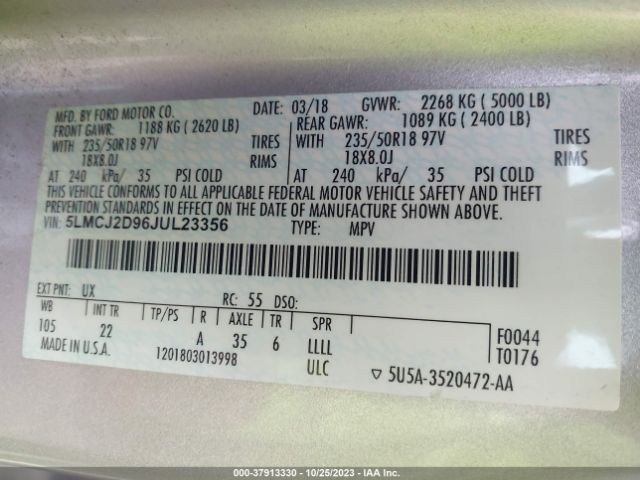 MFD. BY FORD MOTOR CO. DATE: 03/18 GVWR: 2268 KG ( 5000 LB)
FRONT GAWR: 1188 KG ( 2620 LB) REAR GAWR: 1089 KG ( 2400 LB)
WITH 235/50R18 97V TIRES WITH 235/50R18 97V TIRES
18X8.0J RIMS 18X8.0J RIMS
AT 240 kPa/ 35 PSI COLD AT 240 kPa/ 35 PSI COLD
THIS VEHICLE CONFORMS TO ALL APPLICABLE FEDERAL MOTOR VEHICLE SAFETY AND THEFT
PREVENTION STANDARDS IN EFFECT ON THE DATE OF MANUFACTURE SHOWN ABOVE.
VIN: 5LMCJ2D96JUL23356 TYPE: MPV
EXT PNT: UX RC: 55 DSO:
WB INT TR TP/PS R AXLE TR SPR
105 22 A 35 6 LLLL F0044
MADE IN U.S.A. 1201803013998 ULC T0176
▽ 5U5A-3520472-AA
000-37913330 - 10/25/2023 - IAA Inc.